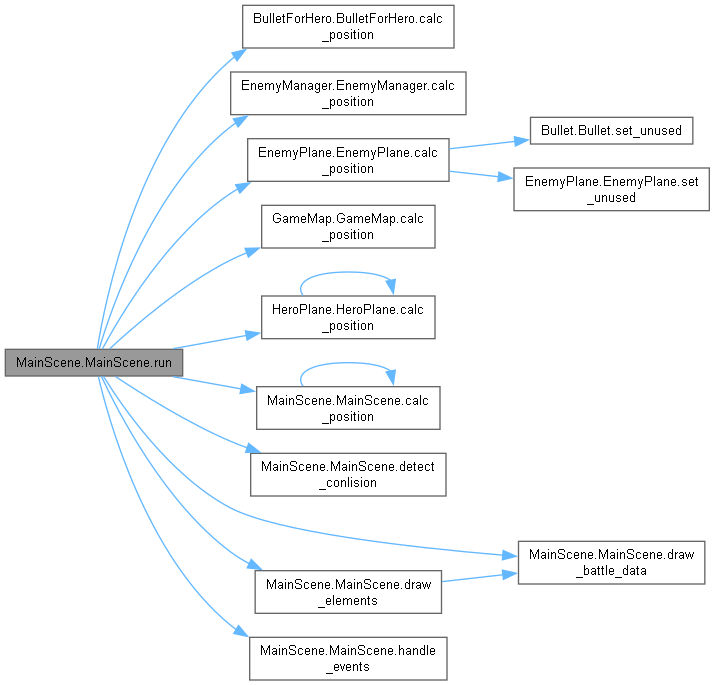 BulletForHero.BulletForHero.calc
_position
EnemyManager.EnemyManager.calc
_position
Bullet.Bullet.set_unused
EnemyPlane.EnemyPlane.calc
_position
EnemyPlane.EnemyPlane.set
_unused
GameMap.GameMap.calc
_position
HeroPlane.HeroPlane.calc
_position
MainScene.MainScene.run
MainScene.MainScene.calc
_position
MainScene.MainScene.detect
_conlision
MainScene.MainScene.draw
_battle_data
MainScene.MainScene.draw
_elements
MainScene.MainScene.handle
_events